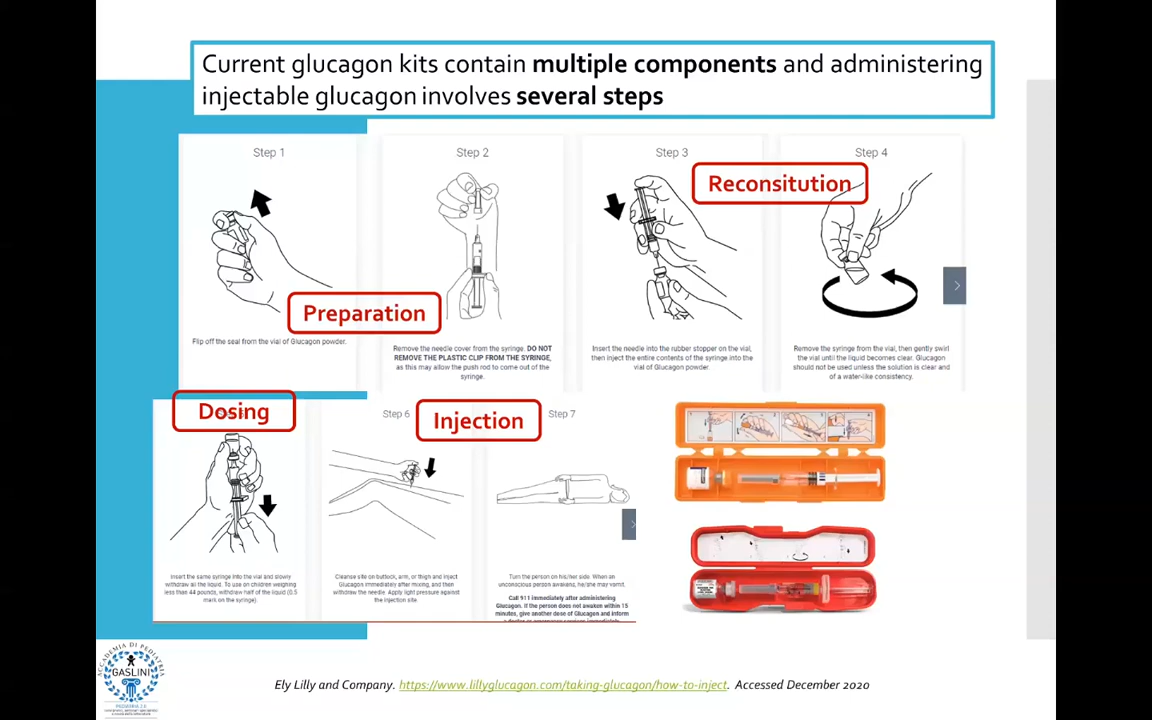 Current glucagon kits contain multiple components and administering
injectable glucagon involves several steps
Step 1
Step 2
Step 3
Step 4
Reconsitution
Preparation
Flip off the seal from the vial of Glucagon powder.
Remove the needle cover from the syringe. DO NOT
REMOVE THE PLASTIC CLIP FROM THE SYRINGE,
as this may allow the push rod to come out of the
syringe.
Insert the needle into the rubber stopper on the vial,
then inject the entire contents of the syringe into the
vial of Glucagon powder.
Remove the syringe from the vial, then gently swirl
the vial until the liquid becomes clear. Glucagon
should not be used unless the solution is clear and
of a water-like consistency.
Dosing
Step 6
Injection
Step 7
Insert the same syringe into the vial and slowly
withdraw all the liquid. To use on children weighing
less than 44 pounds, withdraw half of the liquid (0.5
mark on the syringe).
Cleanse site on buttock, arm, or thigh and inject
Glucagon immediately after mixing, and then
withdraw the needle. Apply light pressure against
the injection site.
Turn the person on his/her side. When an
unconscious person awakens, he/she may vomit.
Call 911 immediately after administering
Glucagon. If the person does not awaken within 15
minutes, give another dose of Glucagon and inform
ACCADEMIA DI PEDIATRIA
GASLINI
Ely Lilly and Company. https://www.lillyglucagon.com/taking-glucagon/how-to-inject. Accessed December 2020